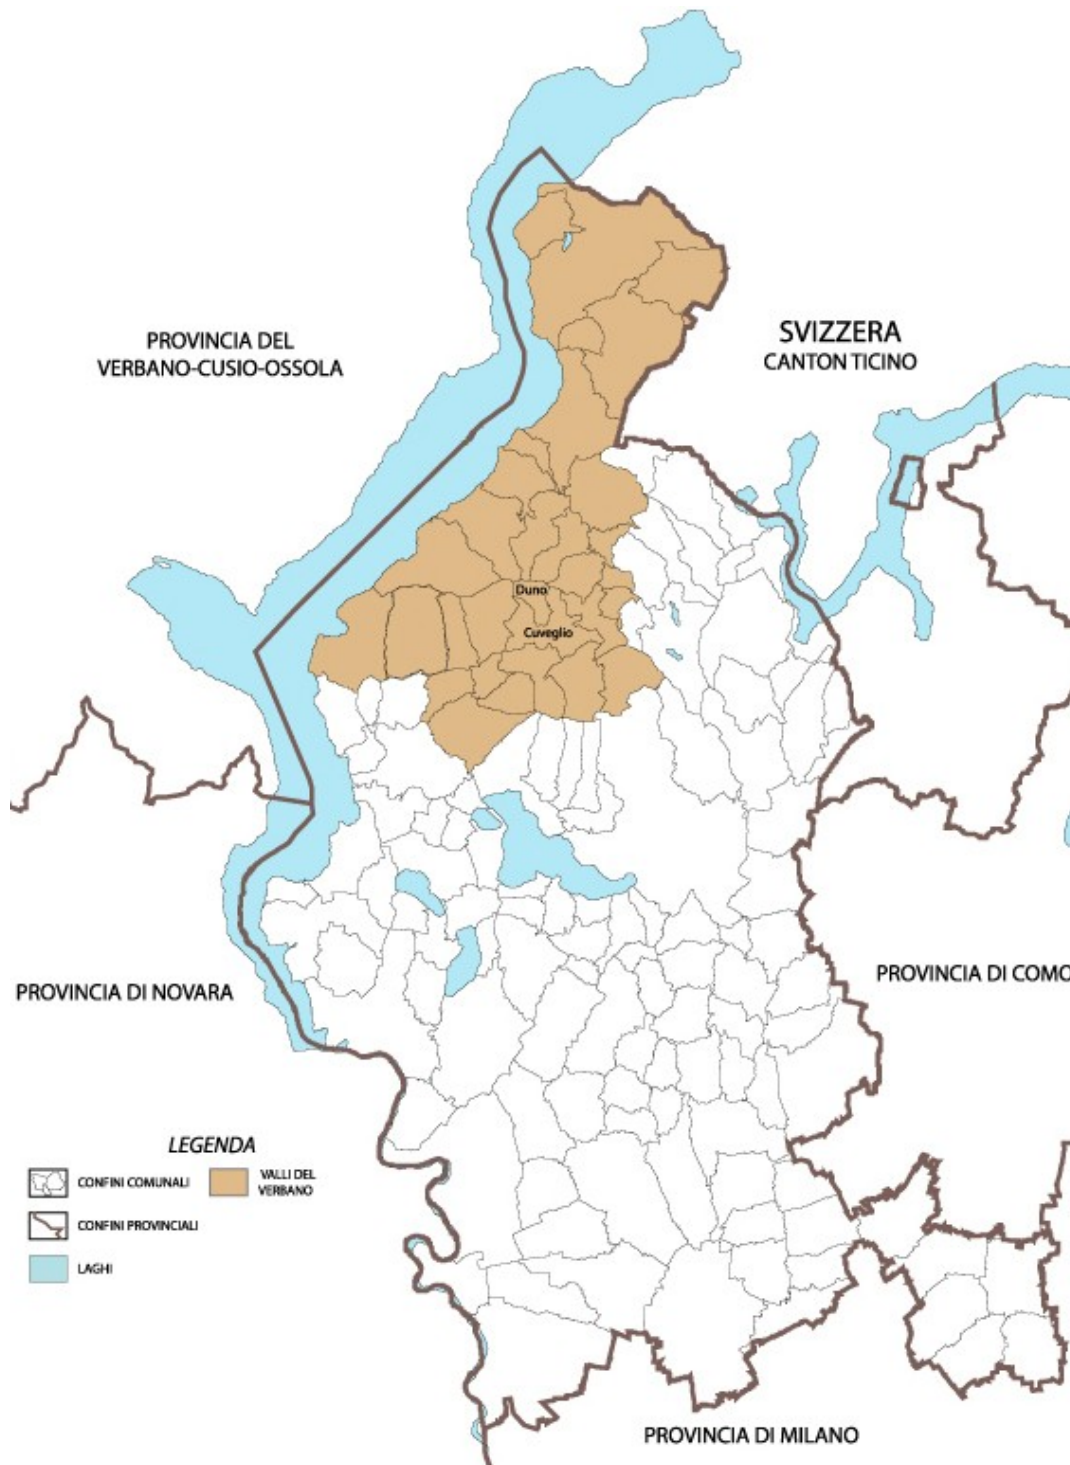 PROVINCIA DEL
VERBANO-CUSIO-OSSOLA
SVIZZERA
CANTON TICINO
Duno
Cuveglio
PROVINCIA DI NOVARA
PROVINCIA DI COMO
LEGENDA
CONFINI COMUNALI
VALLI DEL
VERBANO
CONFINI PROVINCIALI
LAGHI
PROVINCIA DI MILANO